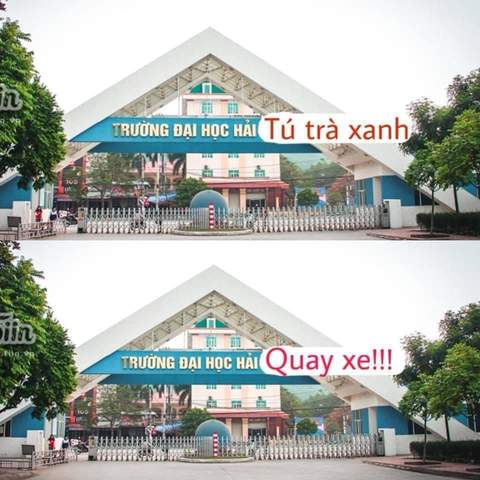 TRƯỜNG ĐẠI HỌC HẢI Tú trà xanh
TRƯỜNG ĐẠI HỌC HẢI Quay xe!!!